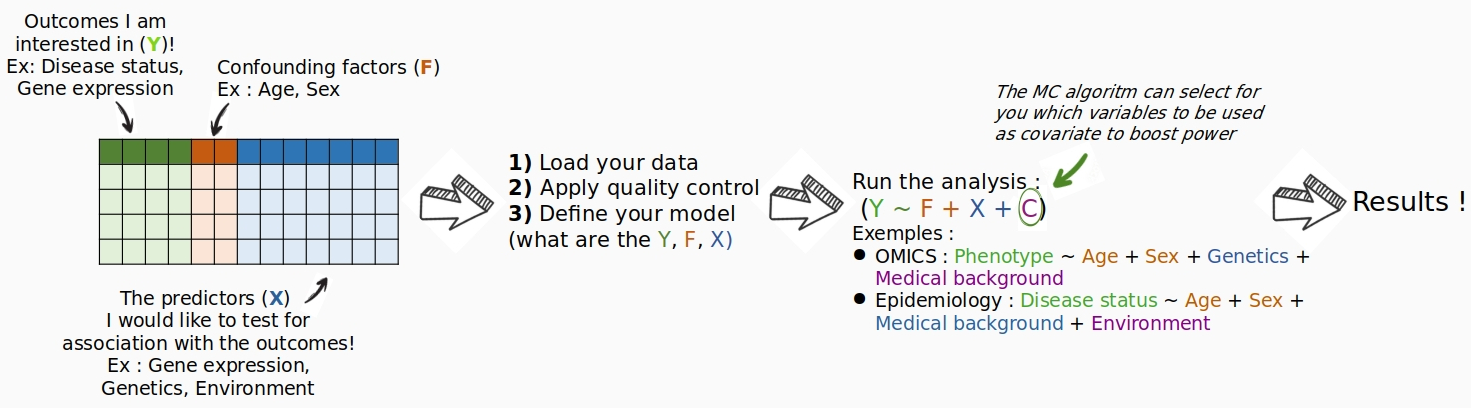 Outcomes I am
interested in (Y)!
Ex: Disease status,
Gene expression
Confounding factors (F)
Ex : Age, Sex
The predictors (X)
I would like to test for
association with the outcomes!
Ex : Gene expression,
Genetics, Environment
1) Load your data
2) Apply quality control
3) Define your model
(what are the Y, F, X)
The MC algoritm can select for
you which variables to be used
as covariate to boost power
Run the analysis :
(Y ~ F + X + C)
Exemples :
● OMICS : Phenotype ~ Age + Sex + Genetics +
Medical background
● Epidemiology : Disease status ~ Age + Sex +
Medical background + Environment
Results !